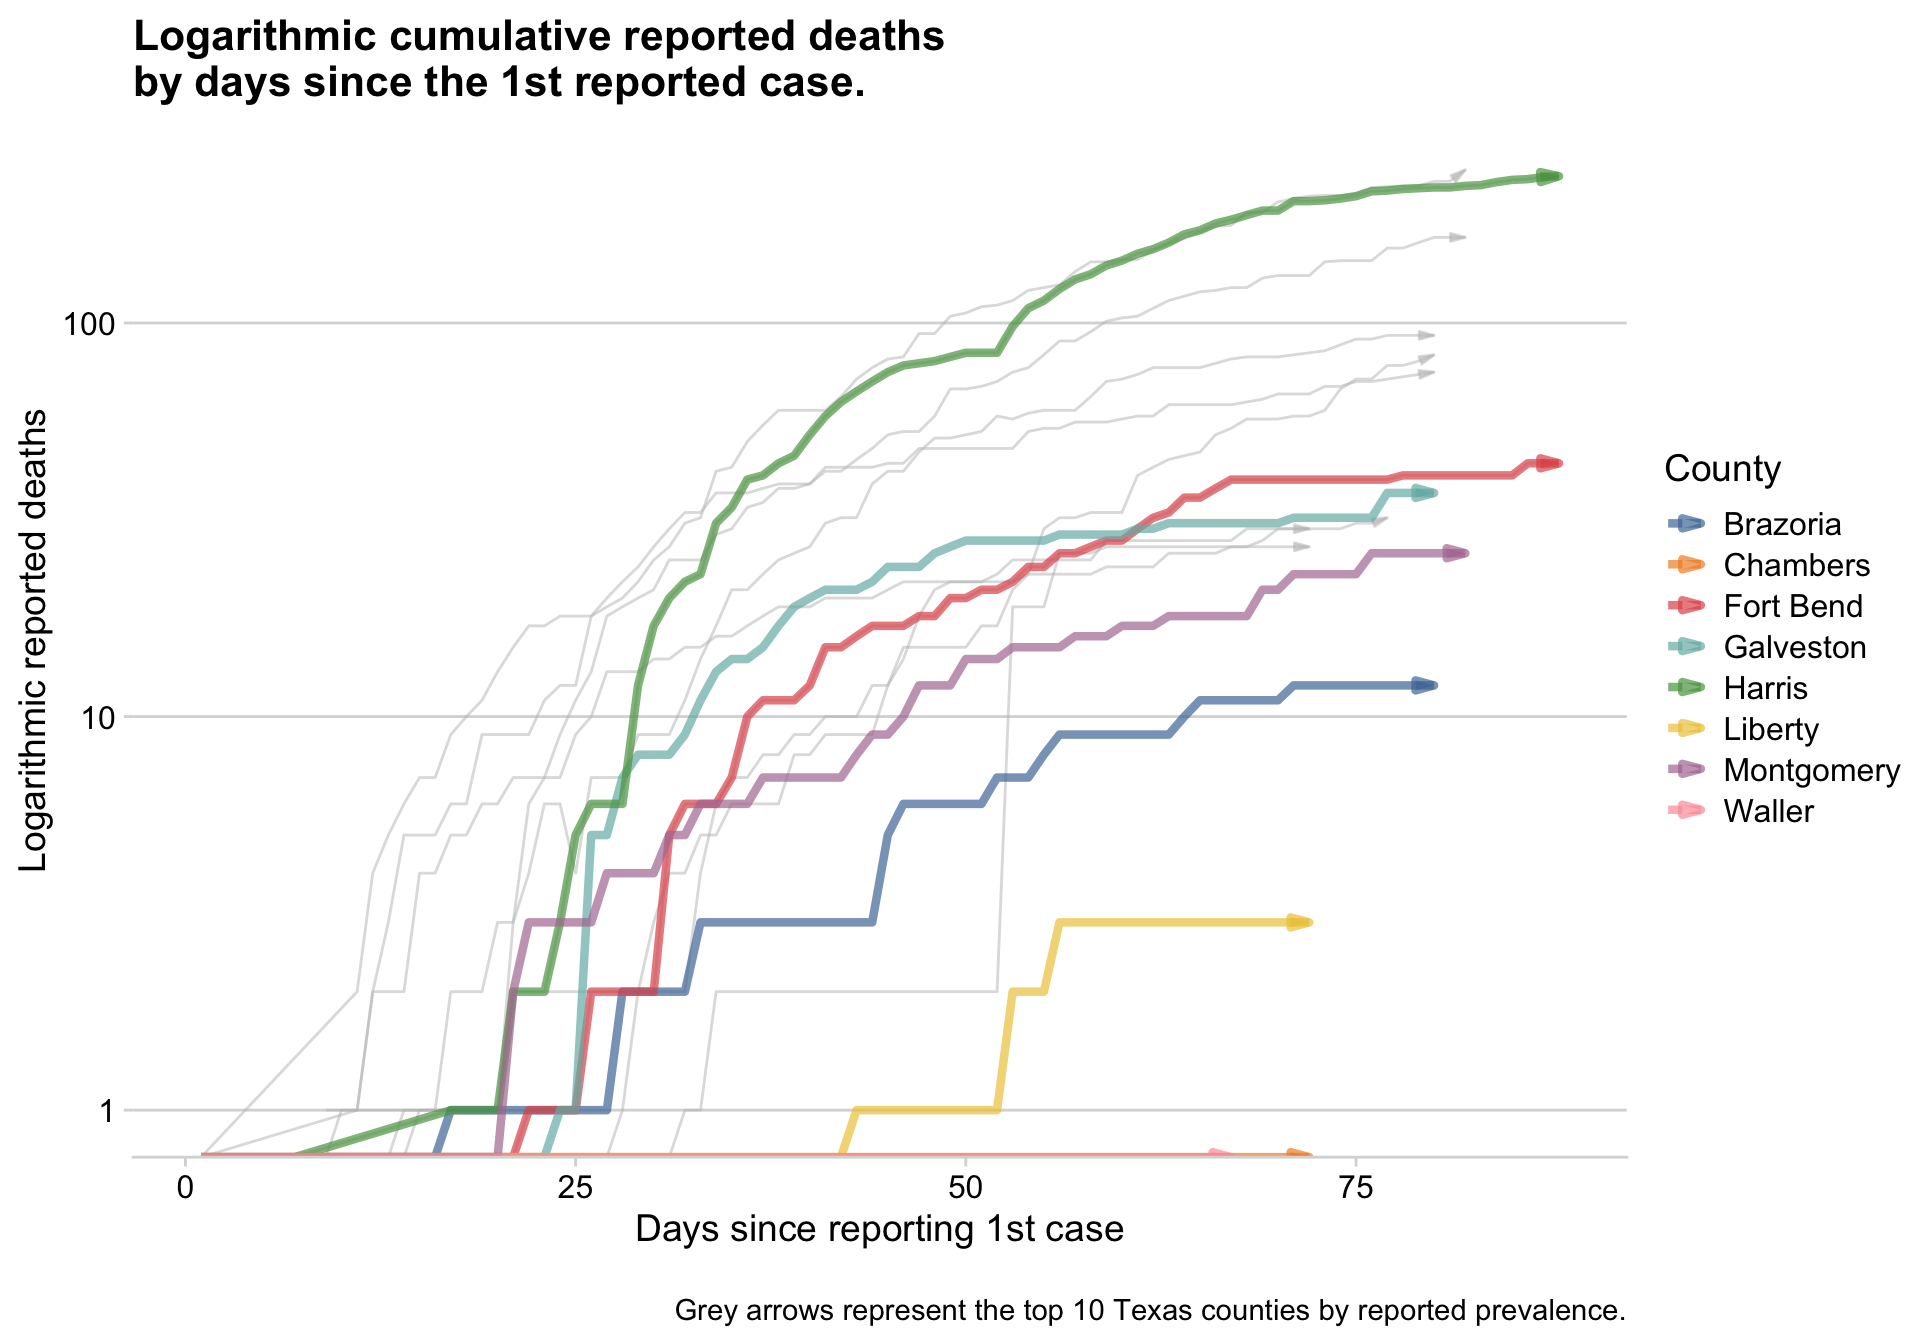 Logarithmic cumulative reported deaths
by days since the 1st reported case.
Logarithmic reported deaths
100
10
1
0
25
50
75
Days since reporting 1st case
County
Brazoria
Chambers
Fort Bend
Galveston
Harris
Liberty
Montgomery
Waller
Grey arrows represent the top 10 Texas counties by reported prevalence.